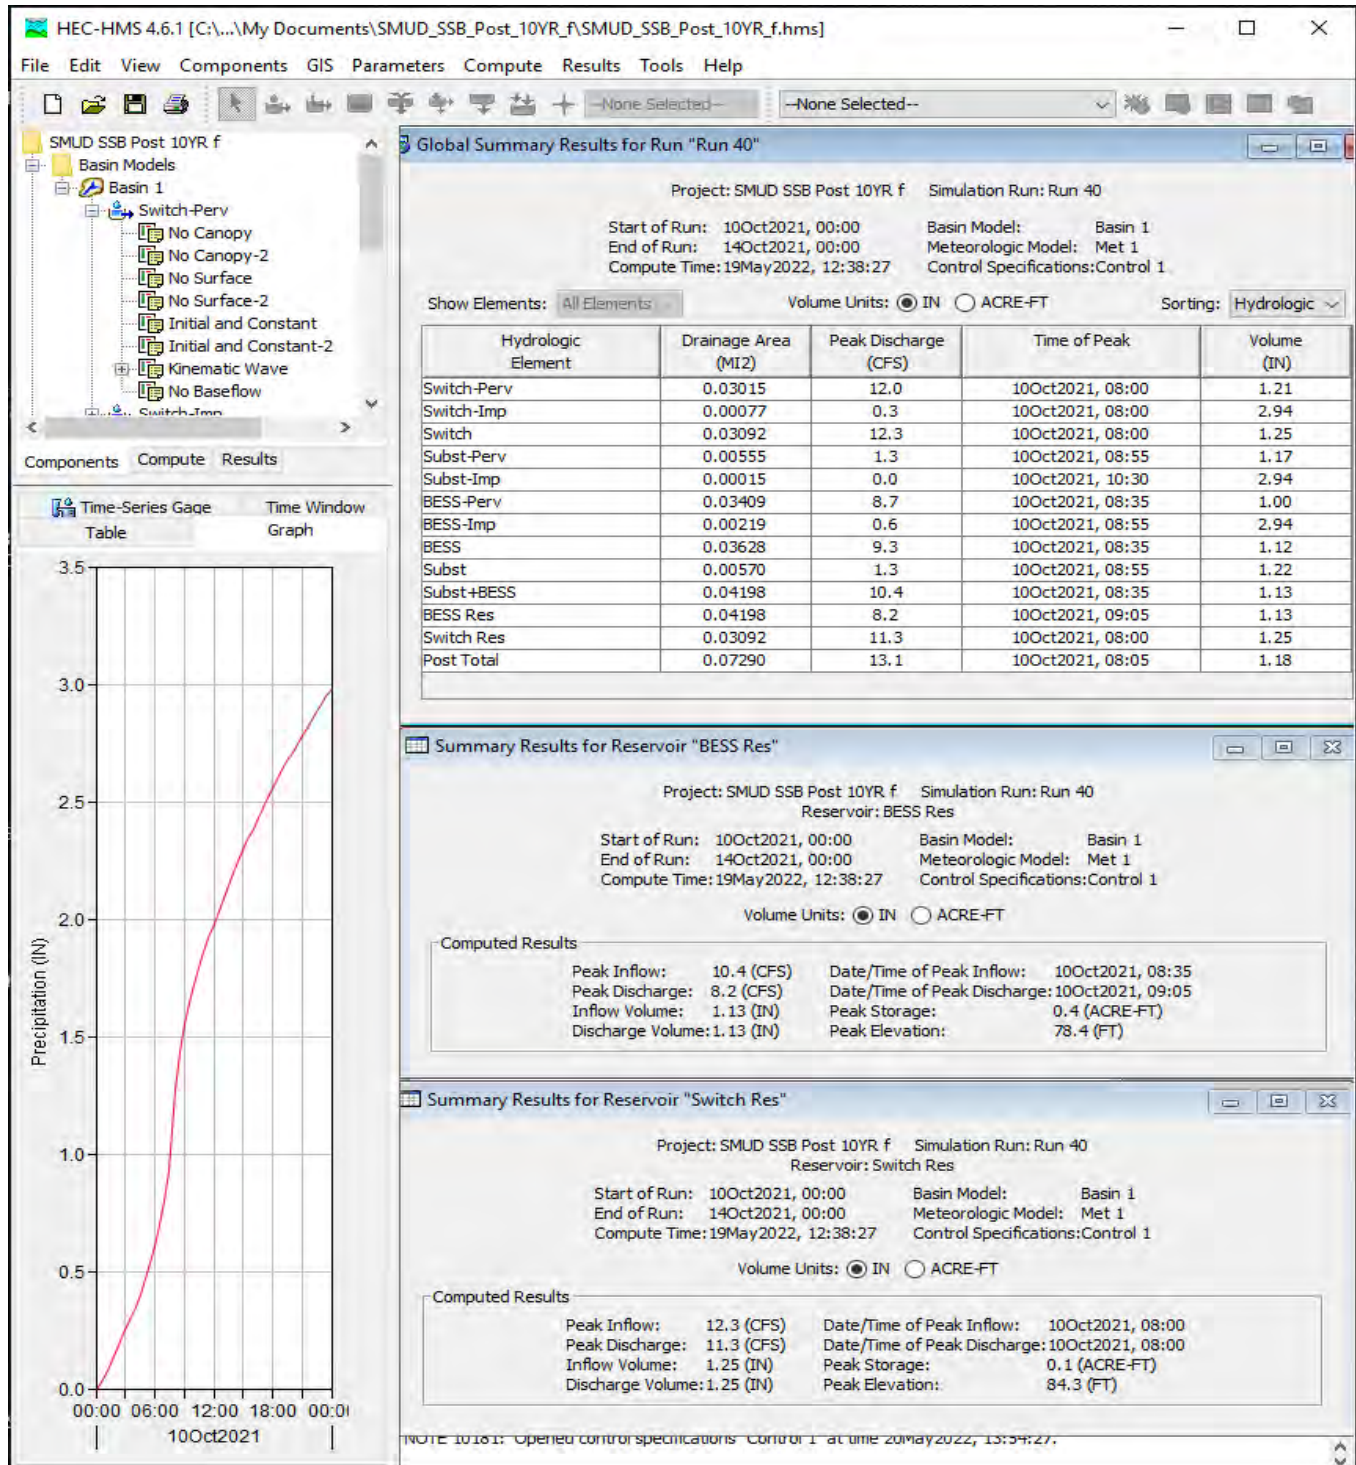 HEC-HMS 4.6.1 [C:\...\My Documents\SMUD_SSB_Post_10YR_f\SMUD_SSB_Post_10YR_f.hms]
File Edit View Components GIS Parameters Compute Results Tools Help
--None Selected-- --None Selected--
SMUD SSB Post 10YR f
Basin Models
Basin 1
Switch-Perv
No Canopy
No Canopy-2
No Surface
No Surface-2
Initial and Constant
Initial and Constant-2
Kinematic Wave
No Baseflow
Switch-Imp
Components Compute Results
Time-Series Gage Time Window
Table Graph
3.5
3.0
2.5
2.0
1.5
1.0
0.5
0.0
Precipitation (IN)
00:00 06:00 12:00 18:00 00:0
10Oct2021
Global Summary Results for Run "Run 40"
Project: SMUD SSB Post 10YR f Simulation Run: Run 40
Start of Run: 10Oct2021, 00:00 Basin Model: Basin 1
End of Run: 14Oct2021, 00:00 Meteorologic Model: Met 1
Compute Time: 19May2022, 12:38:27 Control Specifications: Control 1
Show Elements: All Elements Volume Units: IN ACRE-FT Sorting: Hydrologic
Hydrologic Element Drainage Area (MI2) Peak Discharge (CFS) Time of Peak Volume (IN)
Switch-Perv 0.03015 12.0 10Oct2021, 08:00 1.21
Switch-Imp 0.00077 0.3 10Oct2021, 08:00 2.94
Switch 0.03092 12.3 10Oct2021, 08:00 1.25
Subst-Perv 0.00555 1.3 10Oct2021, 08:55 1.17
Subst-Imp 0.00015 0.0 10Oct2021, 10:30 2.94
BESS-Perv 0.03409 8.7 10Oct2021, 08:35 1.00
BESS-Imp 0.00219 0.6 10Oct2021, 08:55 2.94
BESS 0.03628 9.3 10Oct2021, 08:35 1.12
Subst 0.00570 1.3 10Oct2021, 08:55 1.22
Subst+BESS 0.04198 10.4 10Oct2021, 08:35 1.13
BESS Res 0.04198 8.2 10Oct2021, 09:05 1.13
Switch Res 0.03092 11.3 10Oct2021, 08:00 1.25
Post Total 0.07290 13.1 10Oct2021, 08:05 1.18
Summary Results for Reservoir "BESS Res"
Project: SMUD SSB Post 10YR f Simulation Run: Run 40
Reservoir: BESS Res
Start of Run: 10Oct2021, 00:00 Basin Model: Basin 1
End of Run: 14Oct2021, 00:00 Meteorologic Model: Met 1
Compute Time: 19May2022, 12:38:27 Control Specifications: Control 1
Volume Units: IN ACRE-FT
Computed Results
Peak Inflow: 10.4 (CFS) Date/Time of Peak Inflow: 10Oct2021, 08:35
Peak Discharge: 8.2 (CFS) Date/Time of Peak Discharge: 10Oct2021, 09:05
Inflow Volume: 1.13 (IN) Peak Storage: 0.4 (ACRE-FT)
Discharge Volume: 1.13 (IN) Peak Elevation: 78.4 (FT)
Summary Results for Reservoir "Switch Res"
Project: SMUD SSB Post 10YR f Simulation Run: Run 40
Reservoir: Switch Res
Start of Run: 10Oct2021, 00:00 Basin Model: Basin 1
End of Run: 14Oct2021, 00:00 Meteorologic Model: Met 1
Compute Time: 19May2022, 12:38:27 Control Specifications: Control 1
Volume Units: IN ACRE-FT
Computed Results
Peak Inflow: 12.3 (CFS) Date/Time of Peak Inflow: 10Oct2021, 08:00
Peak Discharge: 11.3 (CFS) Date/Time of Peak Discharge: 10Oct2021, 08:00
Inflow Volume: 1.25 (IN) Peak Storage: 0.1 (ACRE-FT)
Discharge Volume: 1.25 (IN) Peak Elevation: 84.3 (FT)
NOTE 10181: Opened control specifications "Control 1" at time 20May2022, 13:54:27.